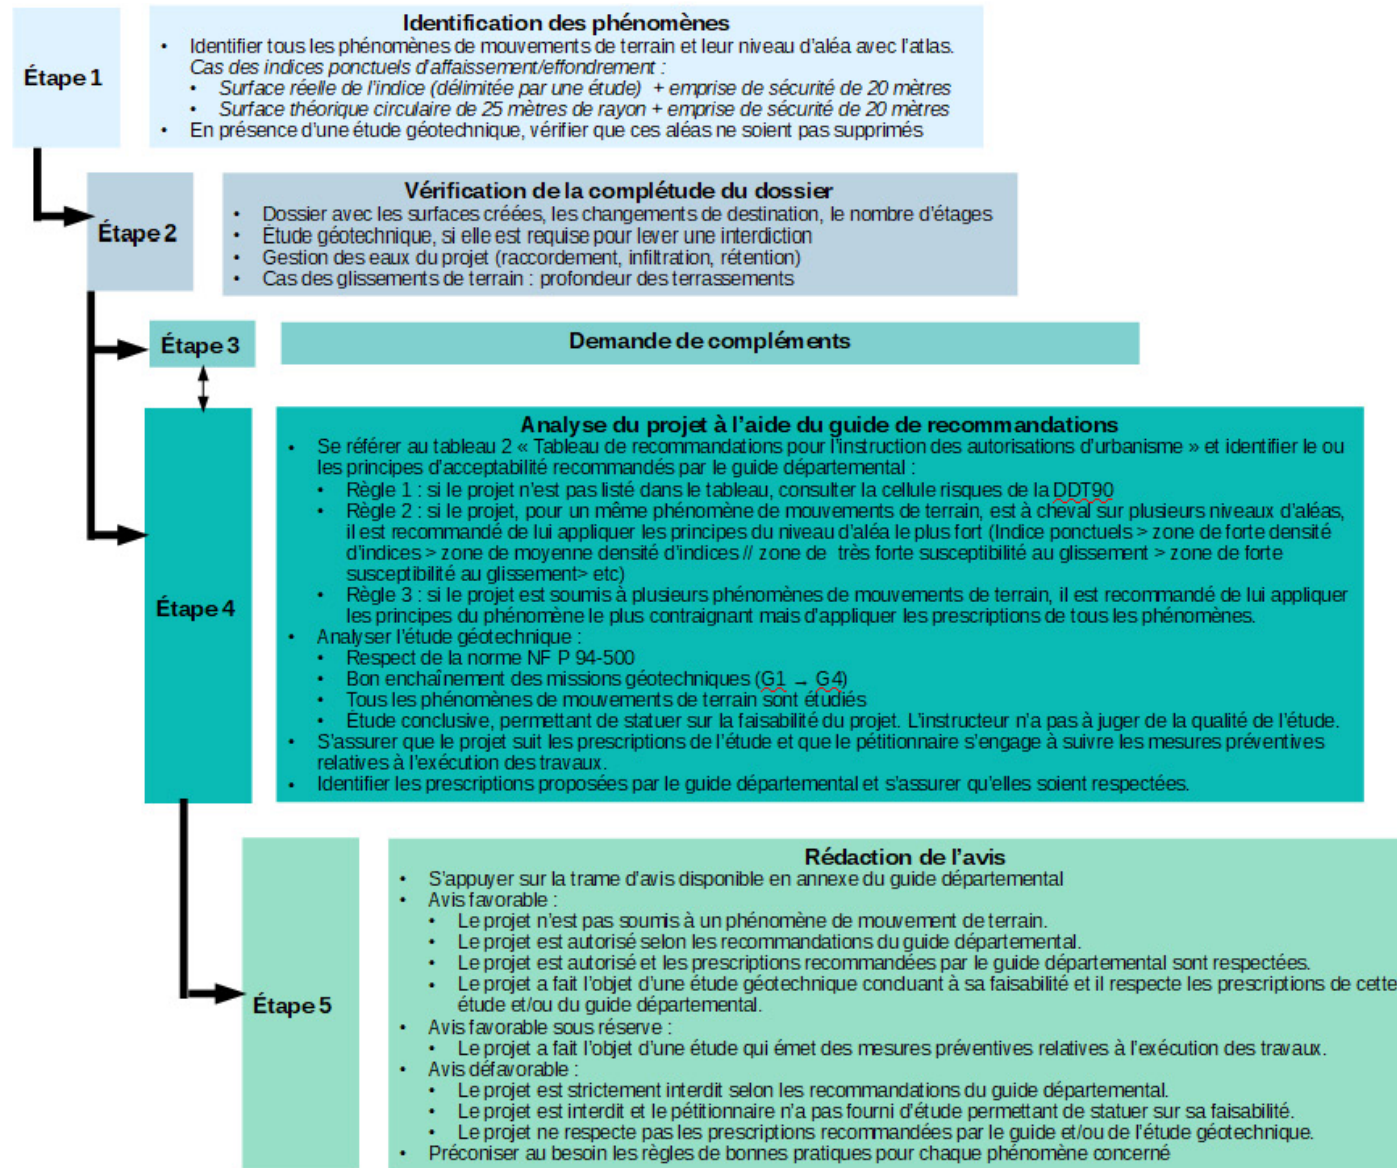 Étape 1
Identification des phénomènes
• Identifier tous les phénomènes de mouvements de terrain et leur niveau d'aléa avec l'atlas.
Cas des indices ponctuels d'affaissement/effondrement :
• Surface réelle de l'indice (délimitée par une étude) + emprise de sécurité de 20 mètres
• Surface théorique circulaire de 25 mètres de rayon + emprise de sécurité de 20 mètres
• En présence d'une étude géotechnique, vérifier que ces aléas ne soient pas supprimés
Étape 2
Vérification de la complétude du dossier
• Dossier avec les surfaces créées, les changements de destination, le nombre d'étages
• Étude géotechnique, si elle est requise pour lever une interdiction
• Gestion des eaux du projet (raccordement, infiltration, rétention)
• Cas des glissements de terrain : profondeur des terrassements
Étape 3
Demande de compléments
Étape 4
Analyse du projet à l'aide du guide de recommandations
• Se référer au tableau 2 « Tableau de recommandations pour l'instruction des autorisations d'urbanisme » et identifier le ou
les principes d'acceptabilité recommandés par le guide départemental :
• Règle 1 : si le projet n'est pas listé dans le tableau, consulter la cellule risques de la DDT90
• Règle 2 : si le projet, pour un même phénomène de mouvements de terrain, est à cheval sur plusieurs niveaux d'aléas,
il est recommandé de lui appliquer les principes du niveau d'aléa le plus fort (Indice ponctuels > zone de forte densité
d'indices > zone de moyenne densité d'indices // zone de très forte susceptibilité au glissement > zone de forte
susceptibilité au glissement> etc)
• Règle 3 : si le projet est soumis à plusieurs phénomènes de mouvements de terrain, il est recommandé de lui appliquer
les principes du phénomène le plus contraignant mais d'appliquer les prescriptions de tous les phénomènes.
• Analyser l'étude géotechnique :
• Respect de la norme NF P 94-500
• Bon enchaînement des missions géotechniques (G1 → G4)
• Tous les phénomènes de mouvements de terrain sont étudiés
• Étude conclusive, permettant de statuer sur la faisabilité du projet. L'instructeur n'a pas à juger de la qualité de l'étude.
• S'assurer que le projet suit les prescriptions de l'étude et que le pétitionnaire s'engage à suivre les mesures préventives
relatives à l'exécution des travaux.
• Identifier les prescriptions proposées par le guide départemental et s'assurer qu'elles soient respectées.
Étape 5
Rédaction de l'avis
• S'appuyer sur la trame d'avis disponible en annexe du guide départemental
• Avis favorable :
• Le projet n'est pas soumis à un phénomène de mouvement de terrain.
• Le projet est autorisé selon les recommandations du guide départemental.
• Le projet est autorisé et les prescriptions recommandées par le guide départemental sont respectées.
• Le projet a fait l'objet d'une étude géotechnique concluant à sa faisabilité et il respecte les prescriptions de cette
étude et/ou du guide départemental.
• Avis favorable sous réserve :
• Le projet a fait l'objet d'une étude qui émet des mesures préventives relatives à l'exécution des travaux.
• Avis défavorable :
• Le projet est strictement interdit selon les recommandations du guide départemental.
• Le projet est interdit et le pétitionnaire n'a pas fourni d'étude permettant de statuer sur sa faisabilité.
• Le projet ne respecte pas les prescriptions recommandées par le guide et/ou de l'étude géotechnique.
• Préconiser au besoin les règles de bonnes pratiques pour chaque phénomène concerné